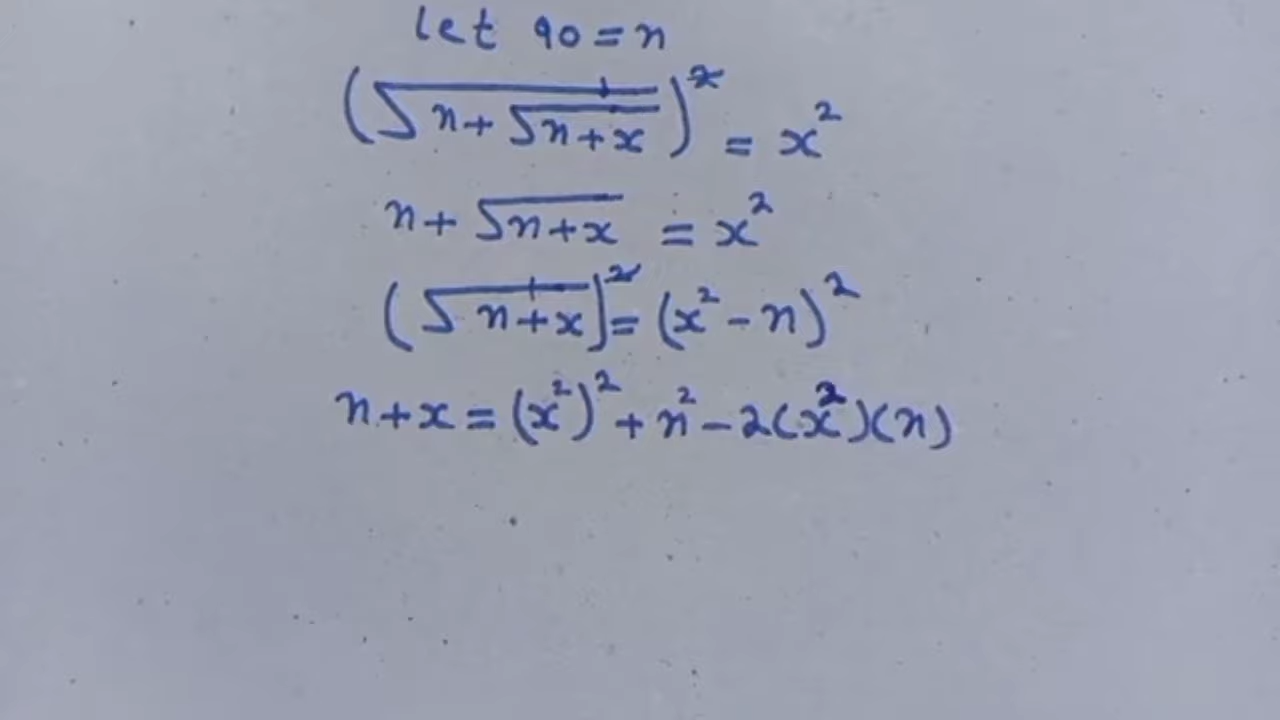 let 90 = n
(√(n + √(n + x)))² = x²
n + √(n + x) = x²
(√(n + x))² = (x² - n)²
n + x = (x²)² + n² - 2(x²)(n)